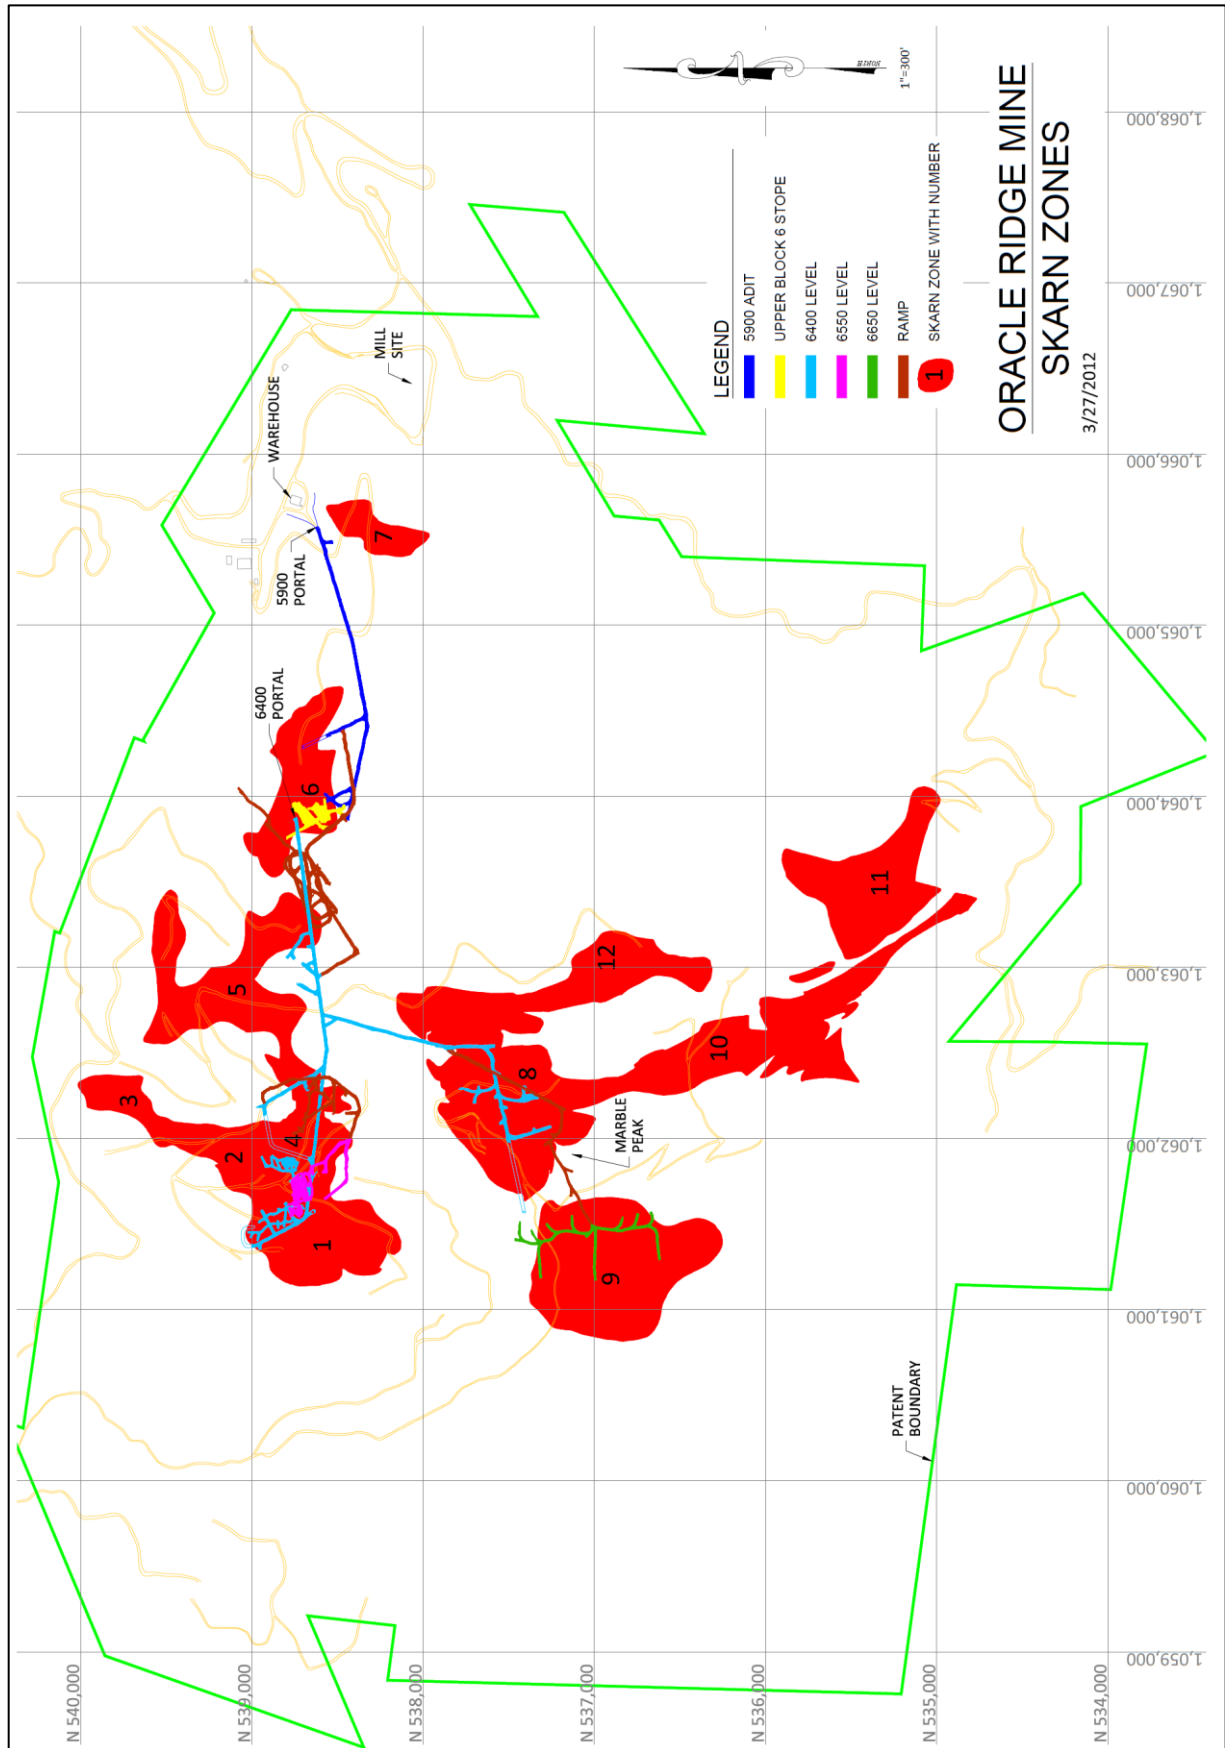 N 540,000
N 539,000
N 538,000
N 537,000
N 536,000
N 535,000
N 534,000
1,059,000
1,060,000
1,061,000
1,062,000
1,063,000
1,064,000
1,065,000
1,066,000
1,067,000
1,068,000
1
2
3
4
5
6
7
8
9
10
11
12
6400
PORTAL
5900
PORTAL
WAREHOUSE
MILL
SITE
MARBLE
PEAK
PATENT
BOUNDARY
NORTH
1"=300'
LEGEND
5900 ADIT
UPPER BLOCK 6 STOPE
6400 LEVEL
6550 LEVEL
6650 LEVEL
RAMP
1
SKARN ZONE WITH NUMBER
ORACLE RIDGE MINE
SKARN ZONES
3/27/2012